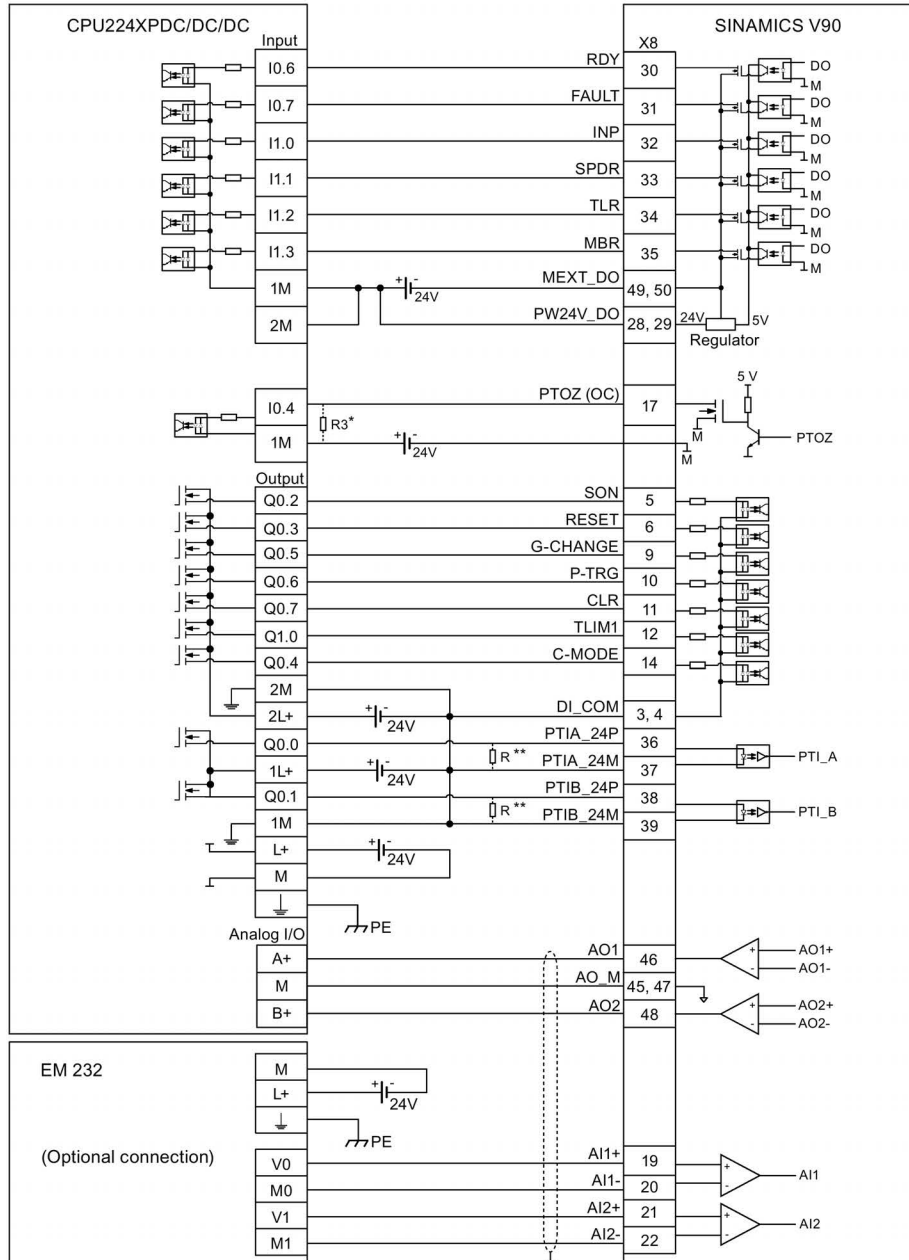 CPU224XPDC/DC/DC SINAMICS V90
Input X8
I0.6 RDY 30 DO
M
I0.7 FAULT 31 DO
M
I1.0 INP 32 DO
M
I1.1 SPDR 33 DO
M
I1.2 TLR 34 DO
M
I1.3 MBR 35 DO
M
1M + - 24V MEXT_DO 49, 50
2M PW24V_DO 28, 29 24V 5V
Regulator
5 V
I0.4 R3* PTOZ (OC) 17 M PTOZ
1M + - 24V M
Output
Q0.2 SON 5
Q0.3 RESET 6
Q0.5 G-CHANGE 9
Q0.6 P-TRG 10
Q0.7 CLR 11
Q1.0 TLIM1 12
Q0.4 C-MODE 14
2M
2L+ + - 24V DI_COM 3, 4
Q0.0 PTIA_24P 36
R ** PTI_A
1L+ + - 24V PTIA_24M 37
Q0.1 PTIB_24P 38
R ** PTI_B
1M PTIB_24M 39
L+ + - 24V
M
PE
Analog I/O
A+ AO1 46 + AO1+
- AO1-
M AO_M 45, 47
B+ AO2 48 + AO2+
- AO2-
EM 232
M
L+ + - 24V
PE
(Optional connection)
V0 AI1+ 19 + AI1
M0 AI1- 20 -
V1 AI2+ 21 + AI2
M1 AI2- 22 -